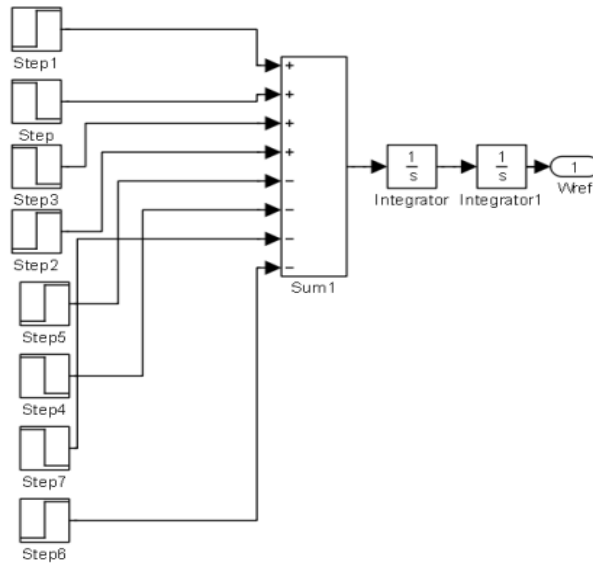 Step1
Step
Step3
Step2
Step5
Step4
Step7
Step6
+
+
+
+
−
−
−
−
Sum1
1
s
Integrator
1
s
Integrator1
1
Wref